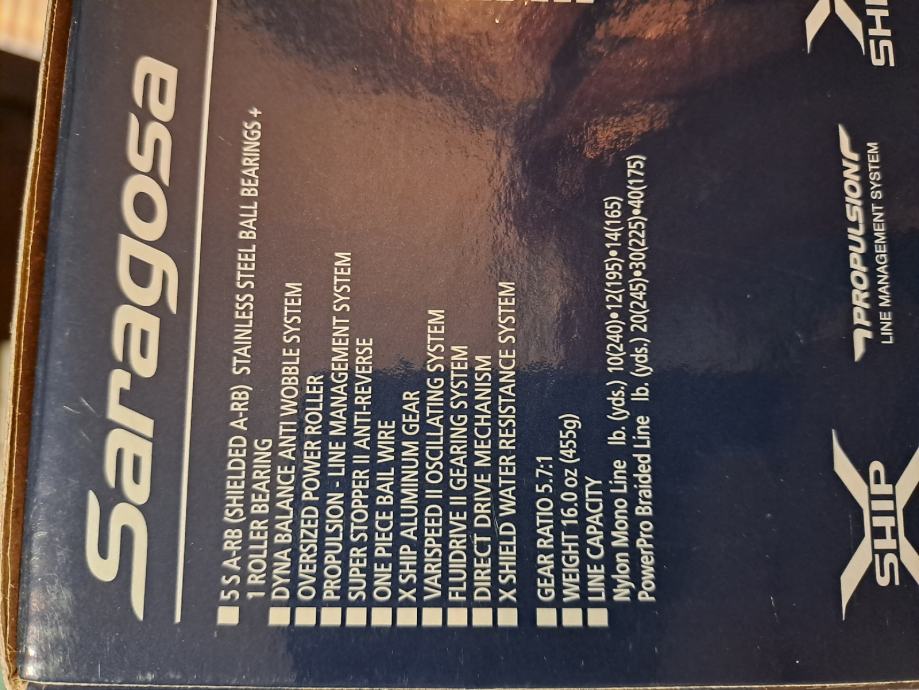 Saragosa
5 S A-RB (SHIELDED A-RB) STAINLESS STEEL BALL BEARINGS +
1 ROLLER BEARING
DYNA BALANCE ANTI WOBBLE SYSTEM
OVERSIZED POWER ROLLER
PROPULSION - LINE MANAGEMENT SYSTEM
SUPER STOPPER II ANTI-REVERSE
ONE PIECE BAIL WIRE
X SHIP ALUMINUM GEAR
VARISPEED II OSCILLATING SYSTEM
FLUIDRIVE II GEARING SYSTEM
DIRECT DRIVE MECHANISM
X SHIELD WATER RESISTANCE SYSTEM
GEAR RATIO 5.7:1
WEIGHT 16.0 oz (455g)
LINE CAPACITY
Nylon Mono Line lb. (yds.) 10(240)•12(195)•14(165)
PowerPro Braided Line lb. (yds.) 20(245)•30(225)•40(175)
X SHIP
PROPULSION
LINE MANAGEMENT SYSTEM
X